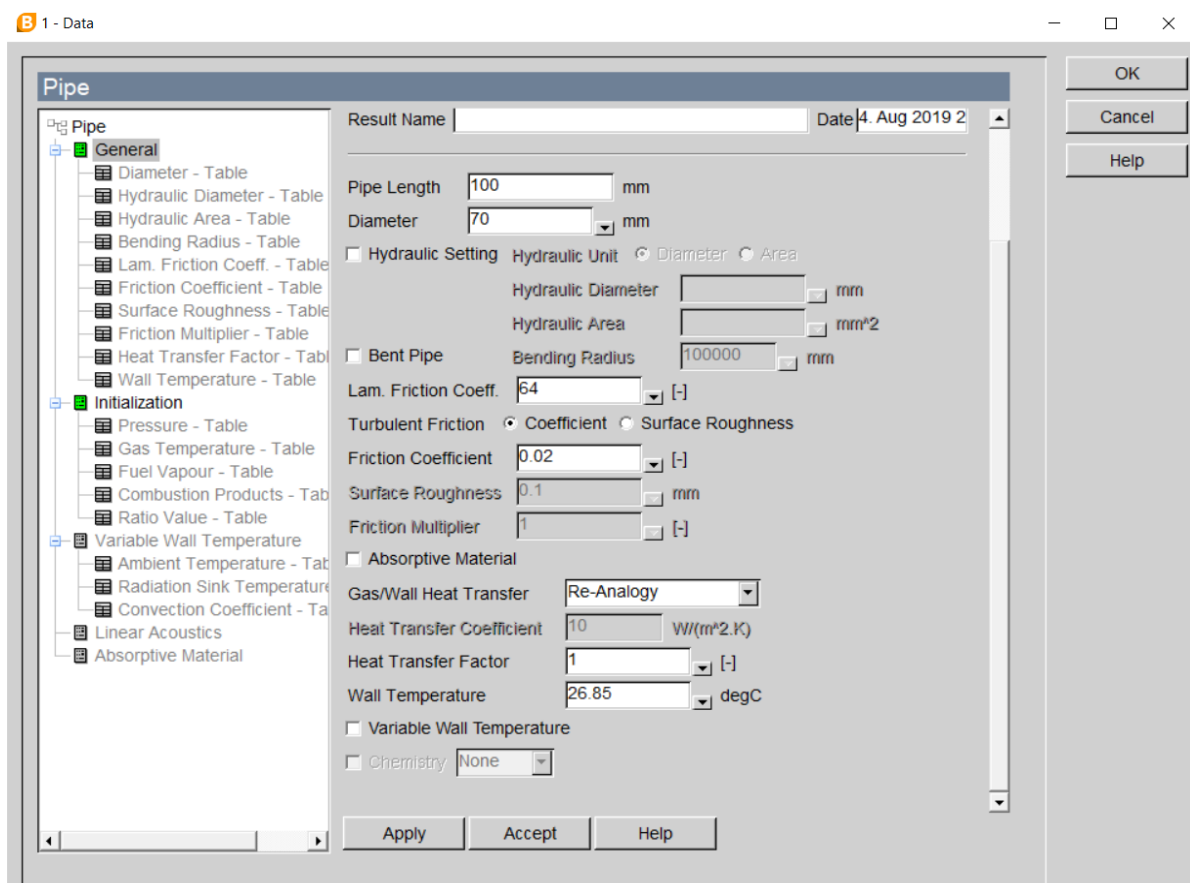 1 - Data
OK
Cancel
Help
Pipe
Pipe
General
Diameter - Table
Hydraulic Diameter - Table
Hydraulic Area - Table
Bending Radius - Table
Lam. Friction Coeff. - Table
Friction Coefficient - Table
Surface Roughness - Table
Friction Multiplier - Table
Heat Transfer Factor - Tabl
Wall Temperature - Table
Initialization
Pressure - Table
Gas Temperature - Table
Fuel Vapour - Table
Combustion Products - Tab
Ratio Value - Table
Variable Wall Temperature
Ambient Temperature - Tab
Radiation Sink Temperature
Convection Coefficient - Ta
Linear Acoustics
Absorptive Material
Result Name Date 4. Aug 2019 2
Pipe Length 100 mm
Diameter 70 mm
Hydraulic Setting Hydraulic Unit Diameter Area
Hydraulic Diameter mm
Hydraulic Area mm^2
Bent Pipe Bending Radius 100000 mm
Lam. Friction Coeff. 64 [-]
Turbulent Friction Coefficient Surface Roughness
Friction Coefficient 0.02 [-]
Surface Roughness 0.1 mm
Friction Multiplier 1 [-]
Absorptive Material
Gas/Wall Heat Transfer Re-Analogy
Heat Transfer Coefficient 10 W/(m^2.K)
Heat Transfer Factor 1 [-]
Wall Temperature 26.85 degC
Variable Wall Temperature
Chemistry None
Apply Accept Help